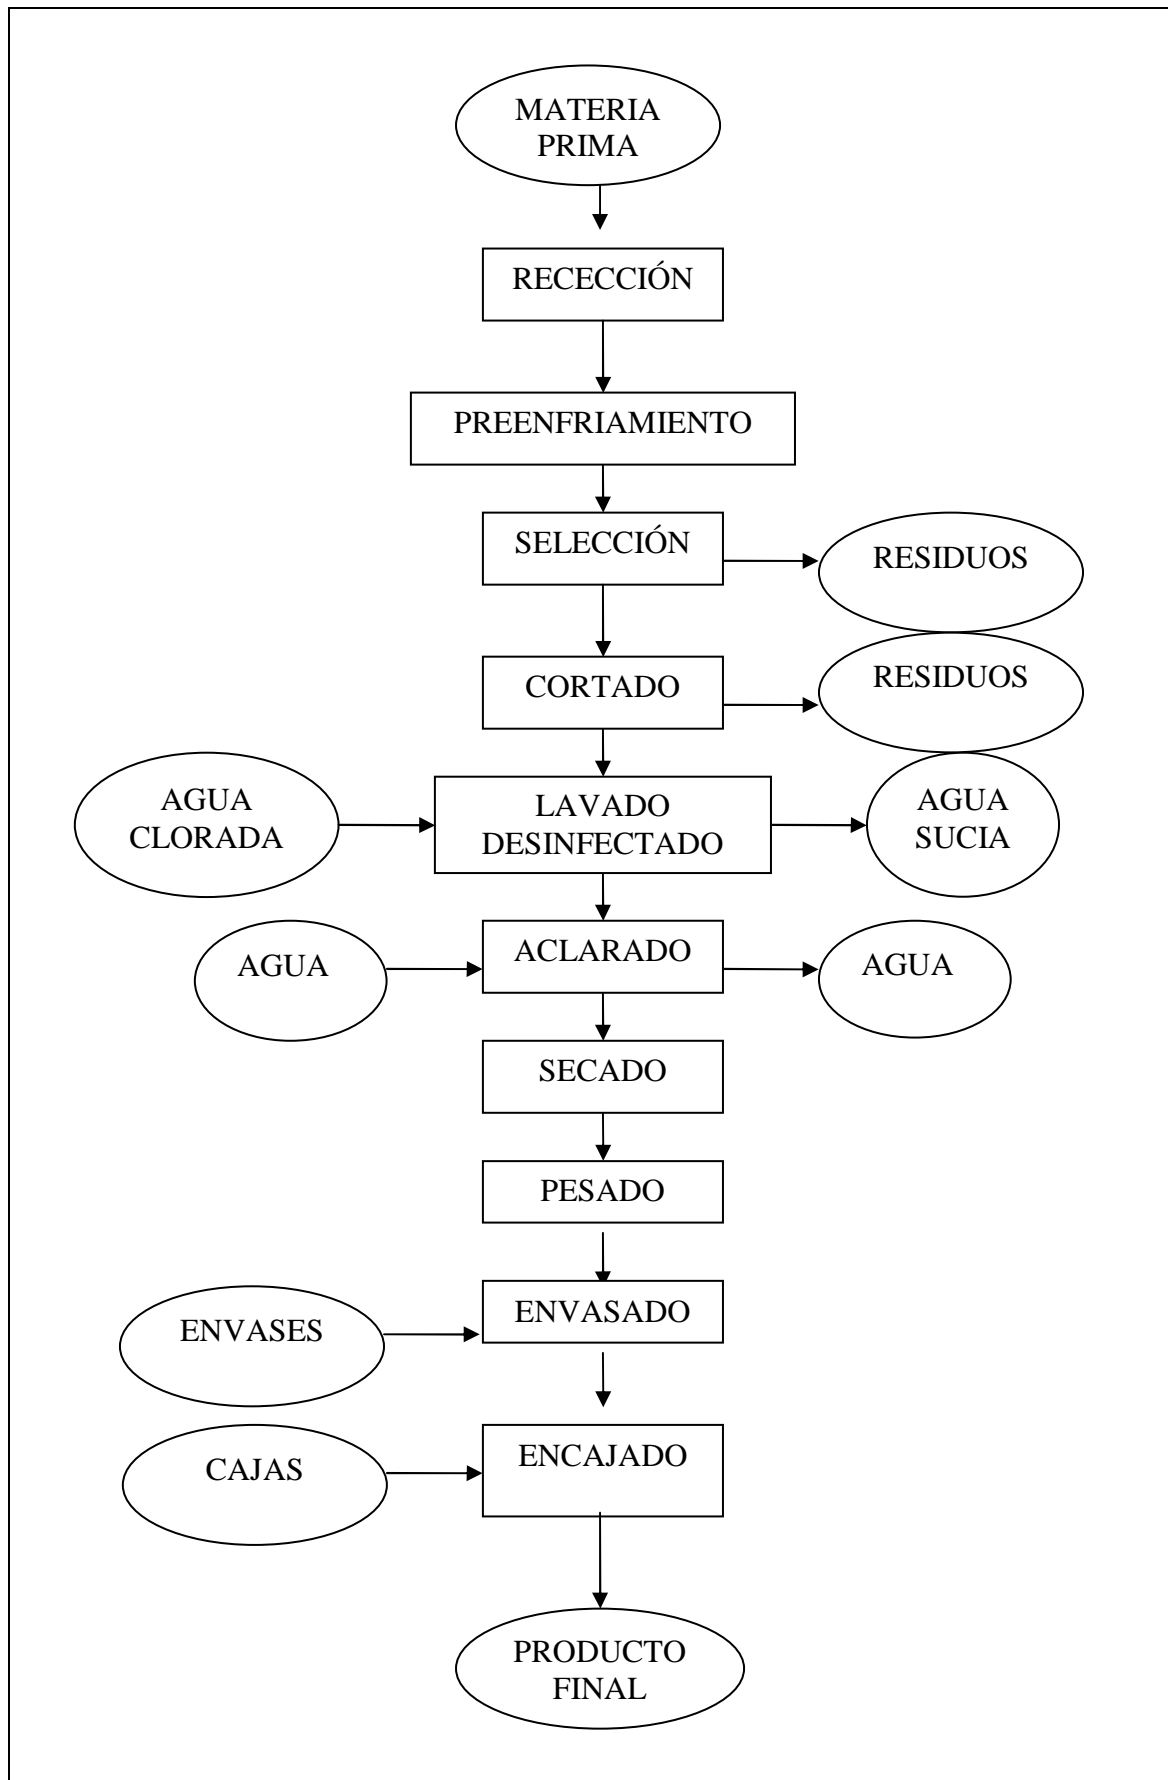 MATERIA
PRIMA
RECECCIÓN
PREENFRIAMIENTO
SELECCIÓN
RESIDUOS
CORTADO
RESIDUOS
AGUA
CLORADA
LAVADO
DESINFECTADO
AGUA
SUCIA
AGUA
ACLARADO
AGUA
SECADO
PESADO
ENVASES
ENVASADO
CAJAS
ENCAJADO
PRODUCTO
FINAL